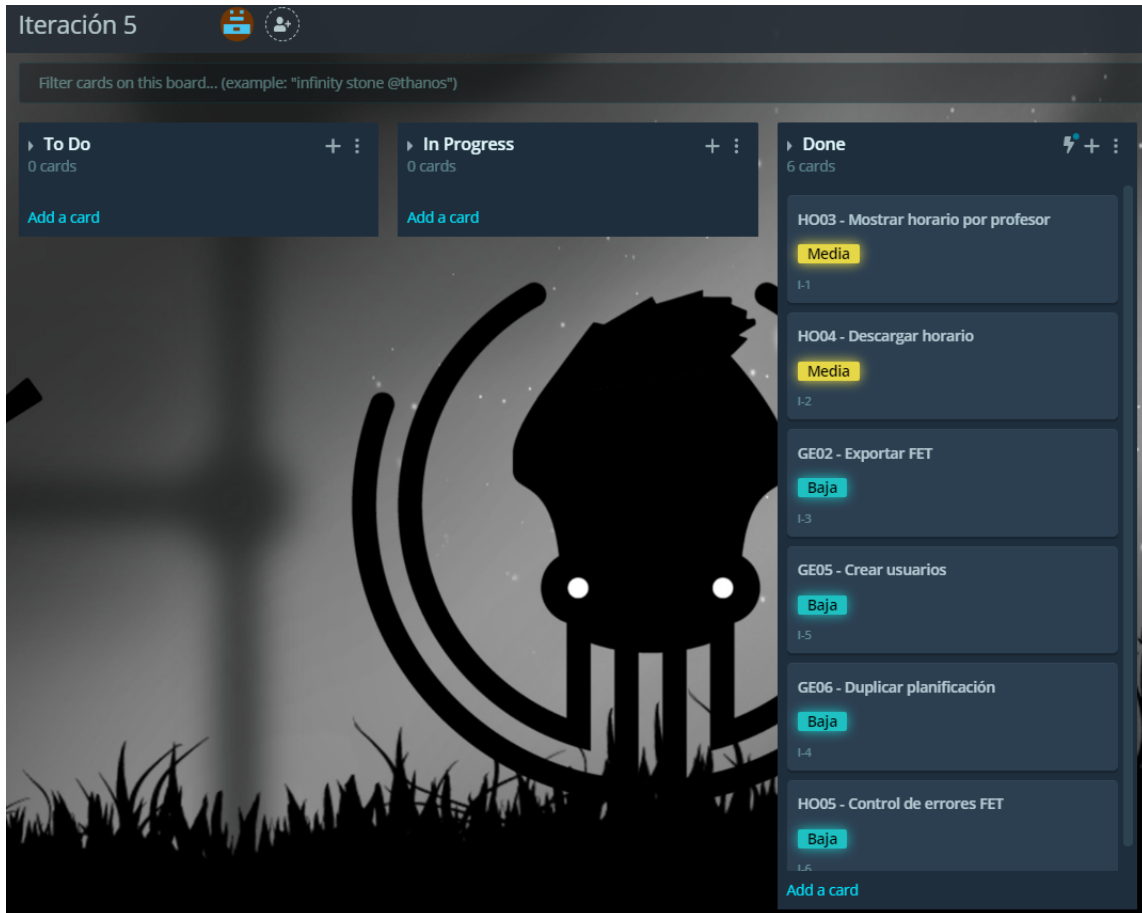 Iteración 5
Filter cards on this board... (example: "infinity stone @thanos")
To Do
0 cards
Add a card
In Progress
0 cards
Add a card
Done
6 cards
HO03 - Mostrar horario por profesor
Media
I-1
HO04 - Descargar horario
Media
I-2
GE02 - Exportar FET
Baja
I-3
GE05 - Crear usuarios
Baja
I-5
GE06 - Duplicar planificación
Baja
I-4
HO05 - Control de errores FET
Baja
I-6
Add a card